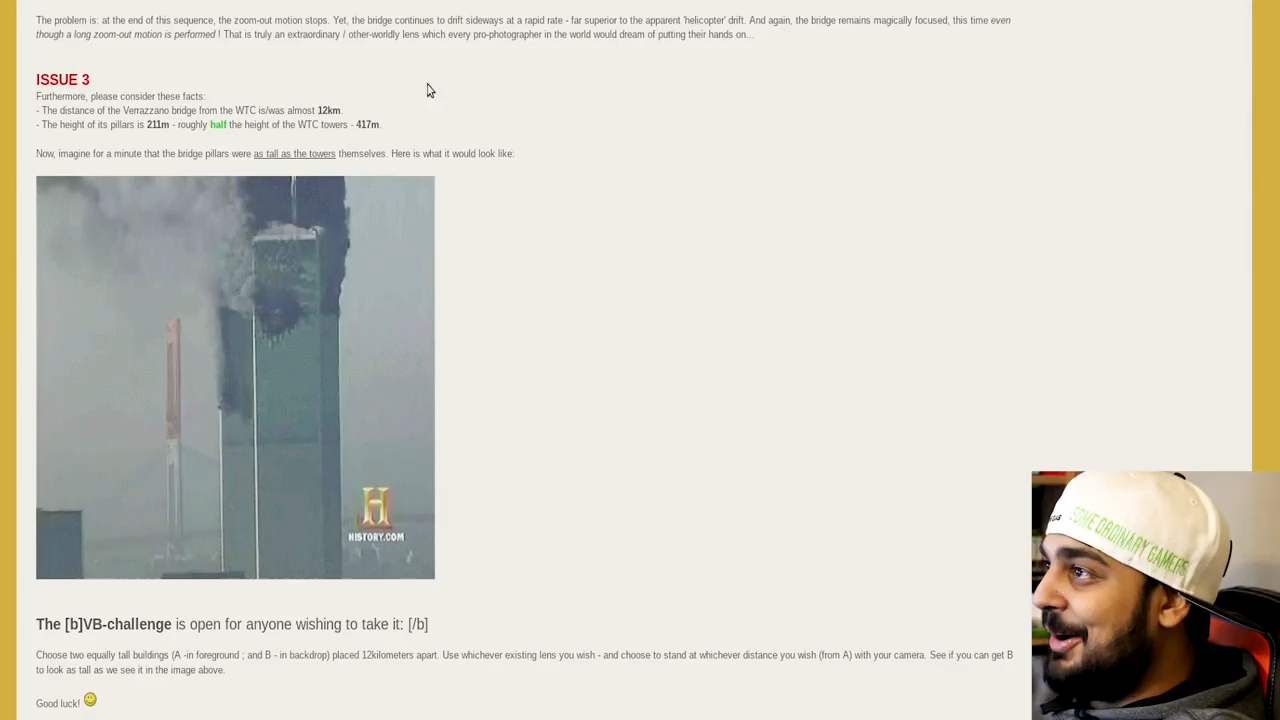 The problem is: at the end of this sequence, the zoom-out motion stops. Yet, the bridge continues to drift sideways at a rapid rate - far superior to the apparent 'helicopter' drift. And again, the bridge remains magically focused, this time even
though a long zoom-out motion is performed ! That is truly an extraordinary / other-worldly lens which every pro-photographer in the world would dream of putting their hands on...
ISSUE 3
Furthermore, please consider these facts:
- The distance of the Verrazzano bridge from the WTC is/was almost 12km.
- The height of its pillars is 211m - roughly half the height of the WTC towers - 417m.
Now, imagine for a minute that the bridge pillars were as tall as the towers themselves. Here is what it would look like:
H
HISTORY.COM
SOME ORDINARY GAMERS
The [b]VB-challenge is open for anyone wishing to take it: [/b]
Choose two equally tall buildings (A -in foreground ; and B - in backdrop) placed 12kilometers apart. Use whichever existing lens you wish - and choose to stand at whichever distance you wish (from A) with your camera. See if you can get B
to look as tall as we see it in the image above.
Good luck!